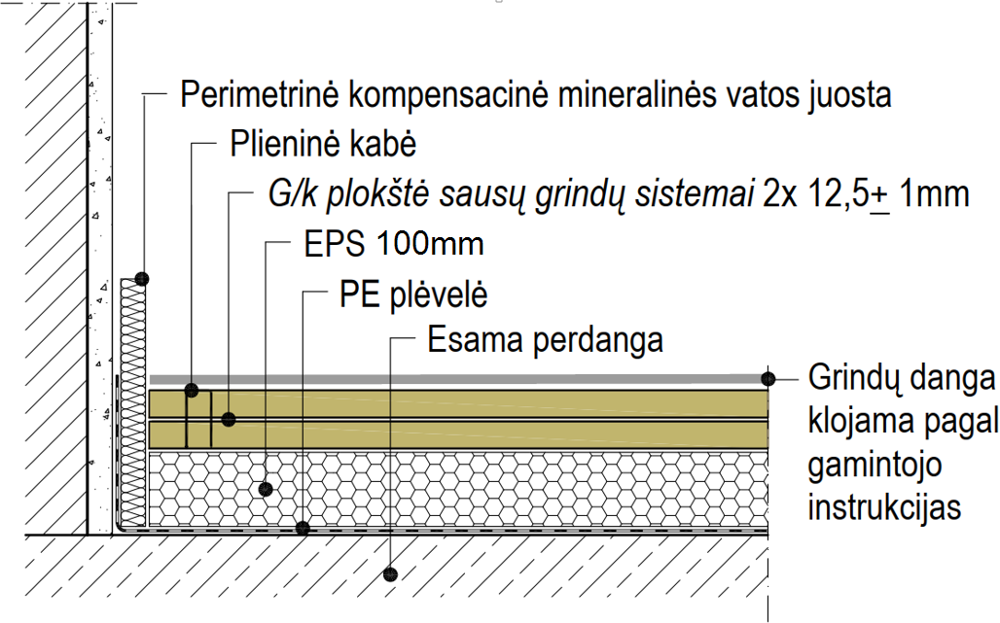 Perimetrinė kompensacinė mineralinės vatos juosta
Plieninė kabė
G/k plokštė sausų grindų sistemai 2x 12,5± 1mm
EPS 100mm
PE plėvelė
Esama perdanga
Grindų danga
klojama pagal
gamintojo
instrukcijas